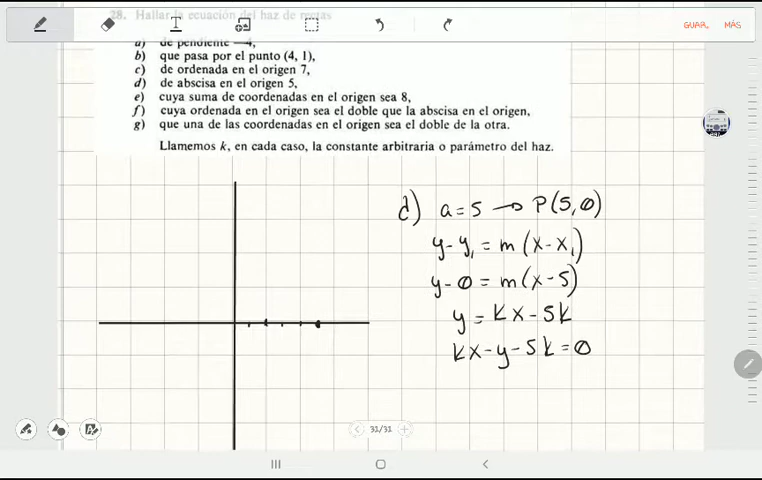 28. Hallar la ecuación del haz de rectas
GUAR. MÁS
a) de pendiente —4,
b) que pasa por el punto (4, 1),
c) de ordenada en el origen 7,
d) de abscisa en el origen 5,
e) cuya suma de coordenadas en el origen sea 8,
f) cuya ordenada en el origen sea el doble que la abscisa en el origen,
g) que una de las coordenadas en el origen sea el doble de la otra.
Llamemos k, en cada caso, la constante arbitraria o parámetro del haz.
d) a = 5 → P(5, 0)
y - y₁ = m (x - x₁)
y - 0 = m (x - 5)
y = kx - 5k
kx - y - 5k = 0
31/31